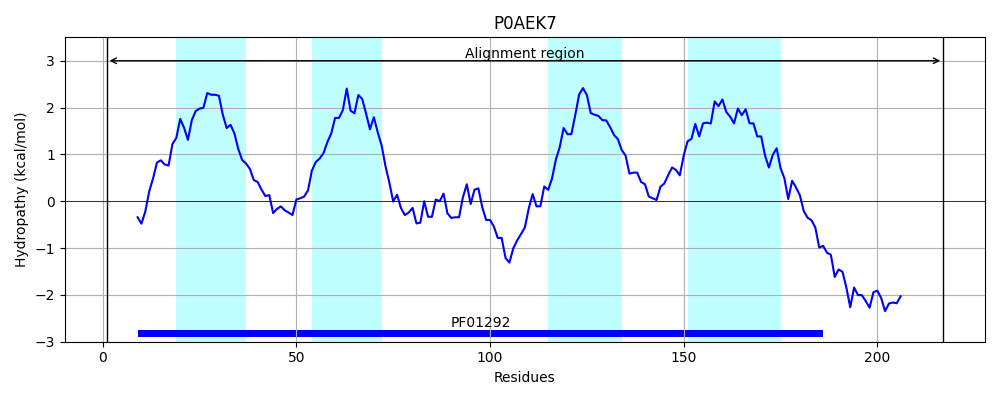 P0AEK7
Alignment region
3
2
1
0
−1
−2
−3
Hydropathy (kcal/mol)
PF01292
0 50 100 150 200
Residues